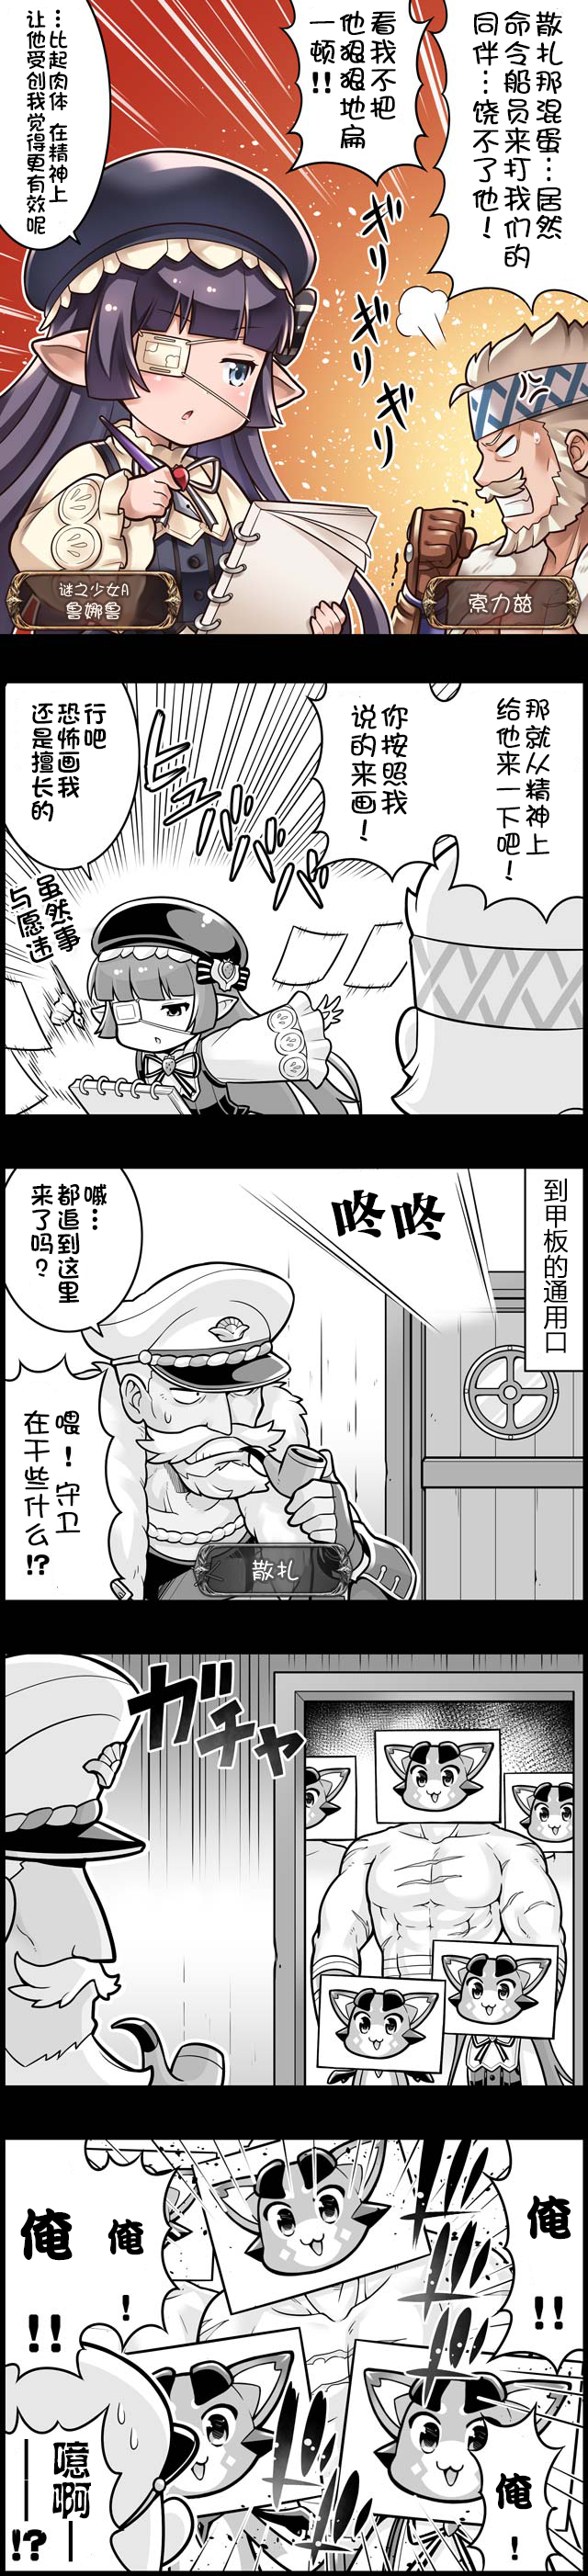 散扎那混蛋…居然
命令船员来打我们的
同伴…饶不了他！
看我不把
他狠狠地扁
一顿!!
…比起肉体 在精神上
让他受创我觉得更有效呢
ギリギリギリ
谜之少女A
鲁娜鲁
索力兹
那就从精神上
给他来一下吧！
你按照我
说的来画！
行吧
恐怖画我
还是擅长的
ビュババババ
虽然事
与愿违
到甲板的通用口
咚咚
嘁…
都追到这里
来了吗？
喂！守卫
在干些什么!?
散扎
ガチャ
俺!!
俺！
俺!!
俺！
噫啊——!?